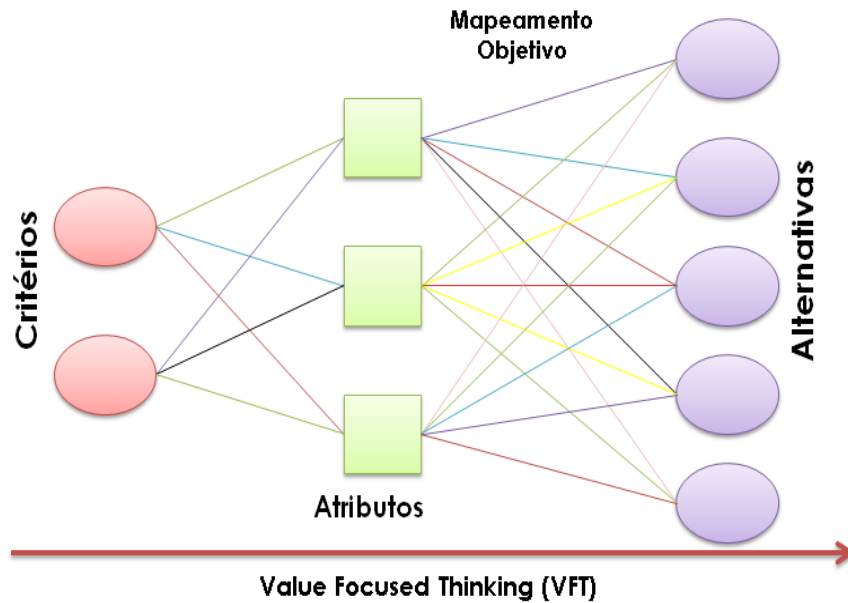 Mapeamento
Objetivo
Critérios
Alternativas
Atributos
Value Focused Thinking (VFT)